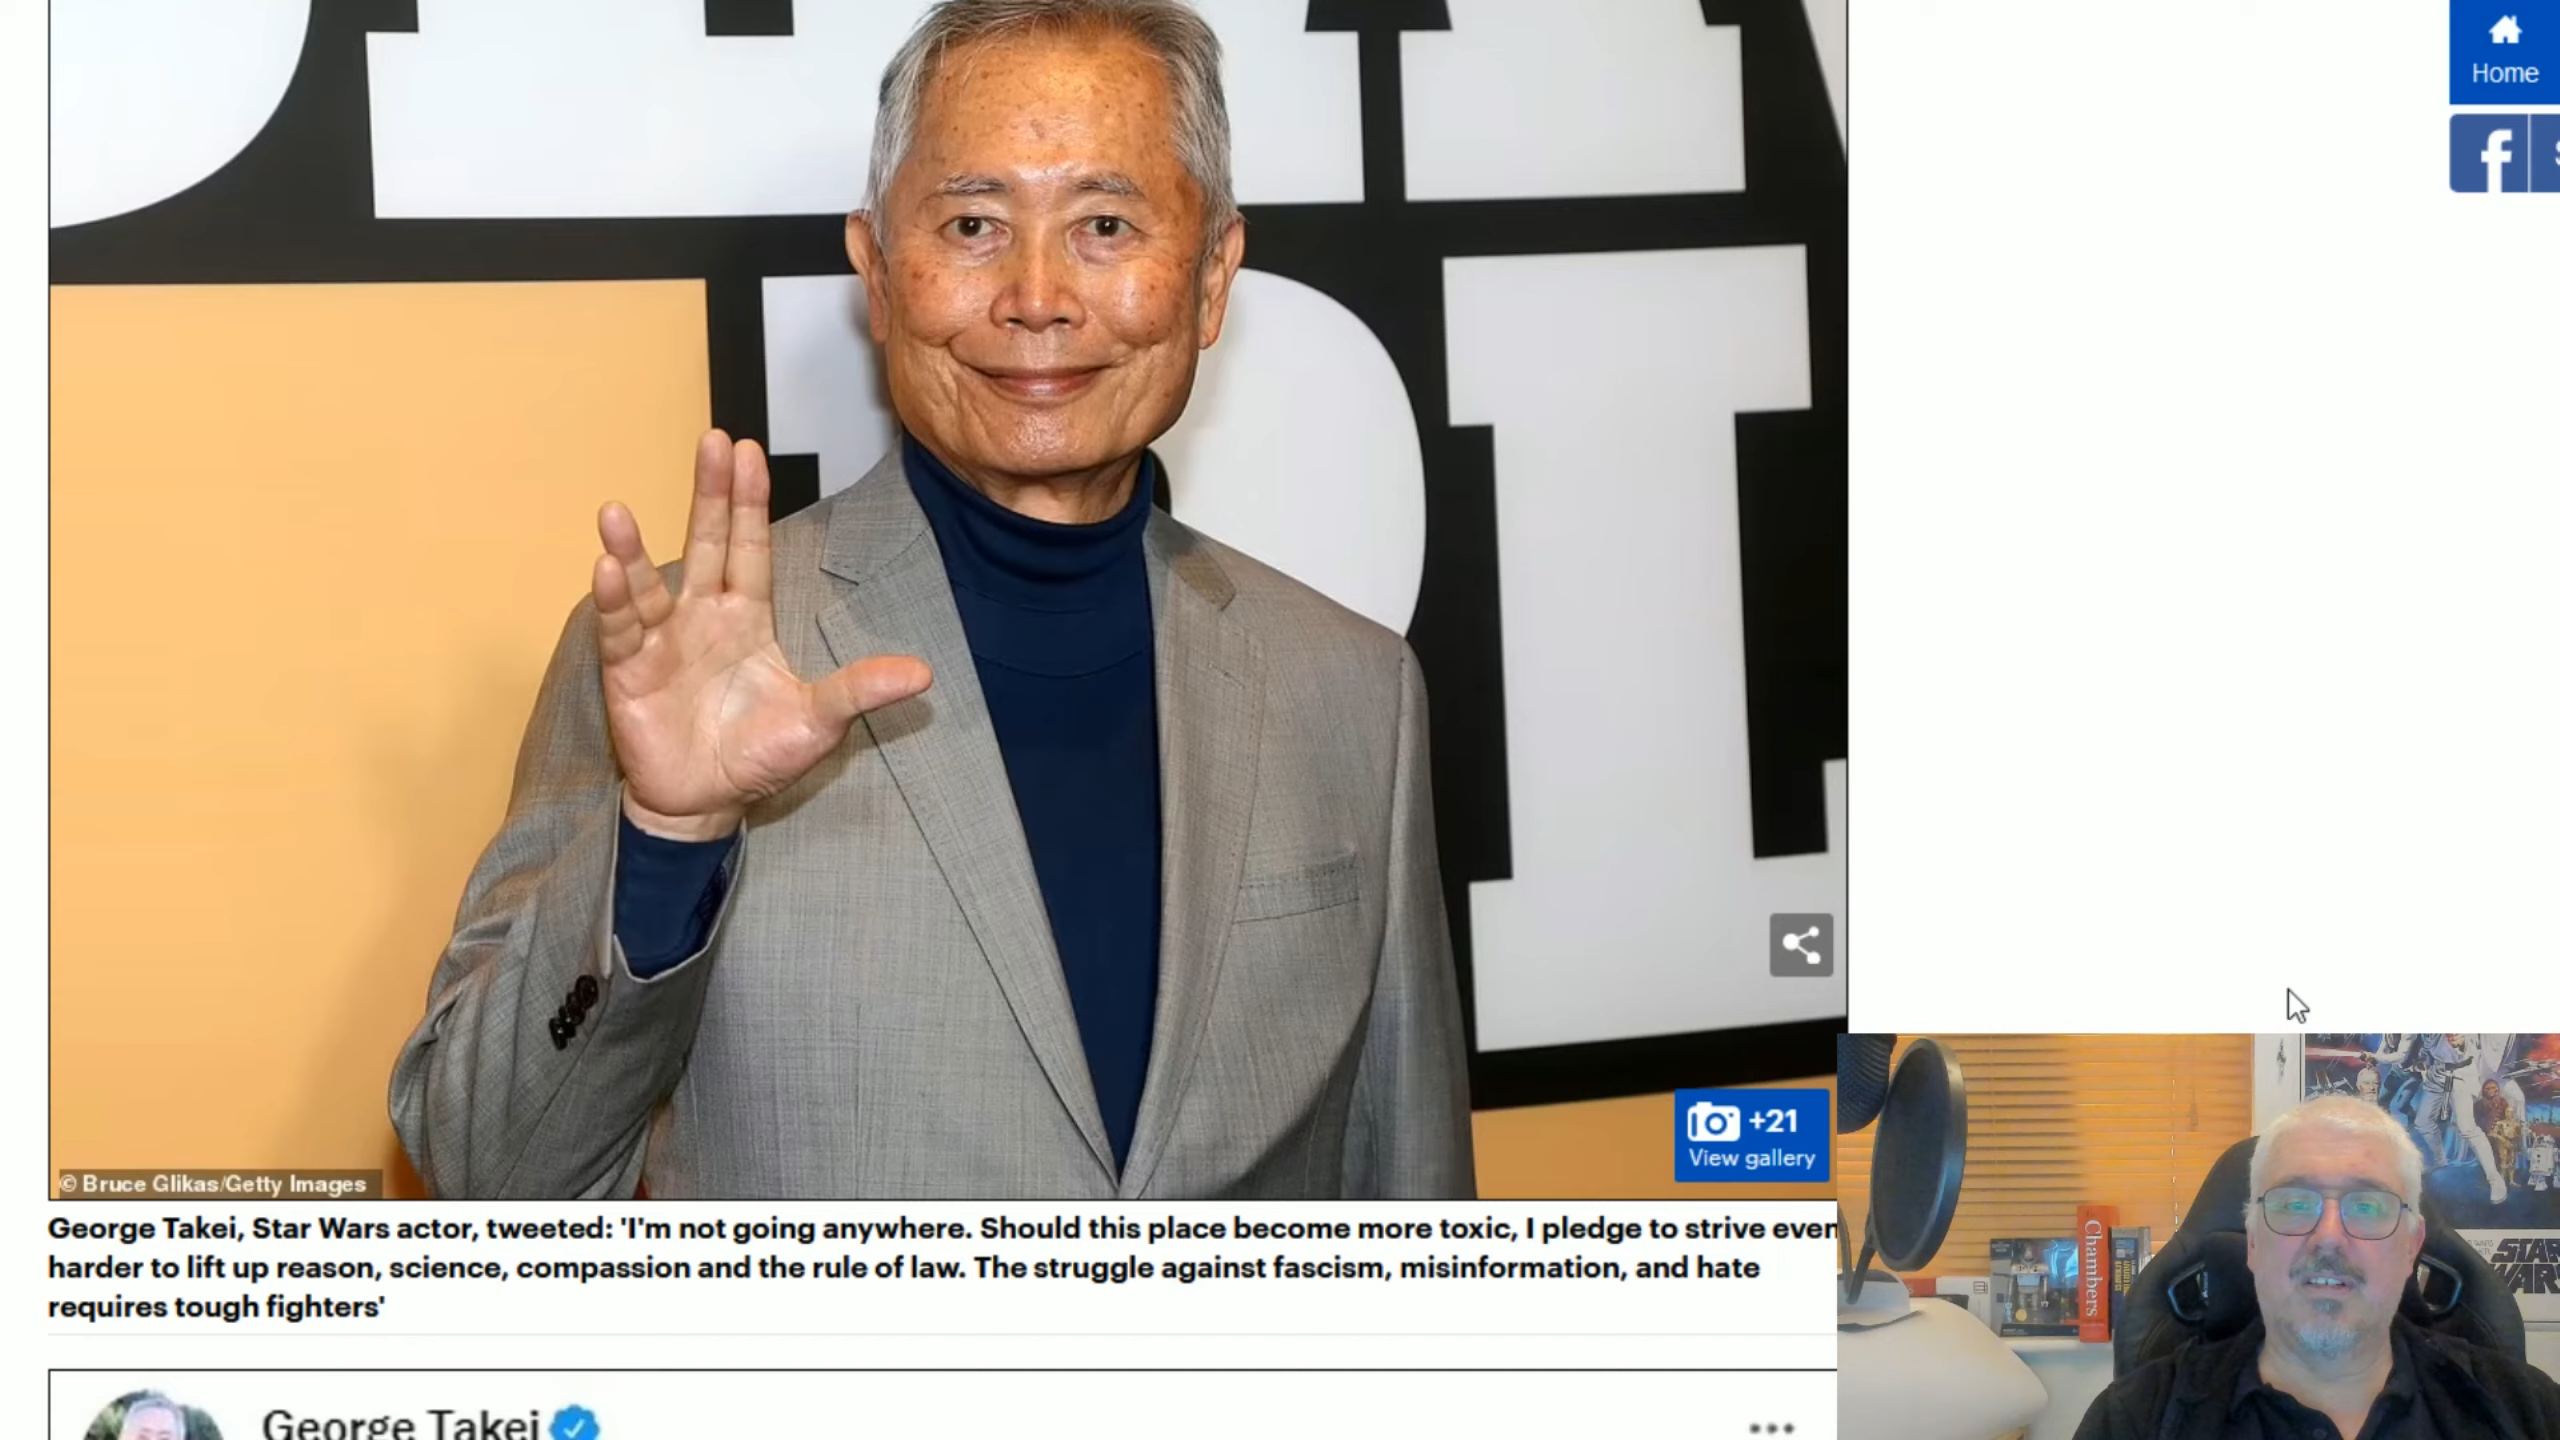 Home
f
+21
View gallery
© Bruce Glikas/Getty Images
George Takei, Star Wars actor, tweeted: 'I'm not going anywhere. Should this place become more toxic, I pledge to strive even
harder to lift up reason, science, compassion and the rule of law. The struggle against fascism, misinformation, and hate
requires tough fighters'
Chambers
STAR
WARS
George Takei